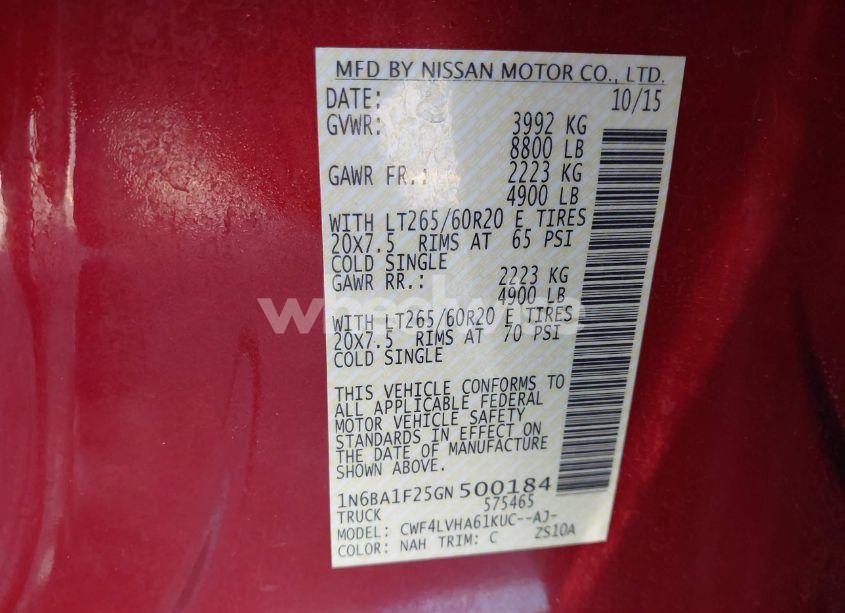 MFD BY NISSAN MOTOR CO., LTD.
DATE: 10/15
GVWR: 3992 KG
8800 LB
GAWR FR.: 2223 KG
4900 LB
WITH LT265/60R20 E TIRES
20X7.5 RIMS AT 65 PSI
COLD SINGLE
GAWR RR.: 2223 KG
4900 LB
WITH LT265/60R20 E TIRES
20X7.5 RIMS AT 70 PSI
COLD SINGLE
THIS VEHICLE CONFORMS TO
ALL APPLICABLE FEDERAL
MOTOR VEHICLE SAFETY
STANDARDS IN EFFECT ON
THE DATE OF MANUFACTURE
SHOWN ABOVE.
1N6BA1F25GN500184
TRUCK 575465
MODEL: CWF4LVHA61KUC--AJ-
COLOR: NAH TRIM: C ZS10A